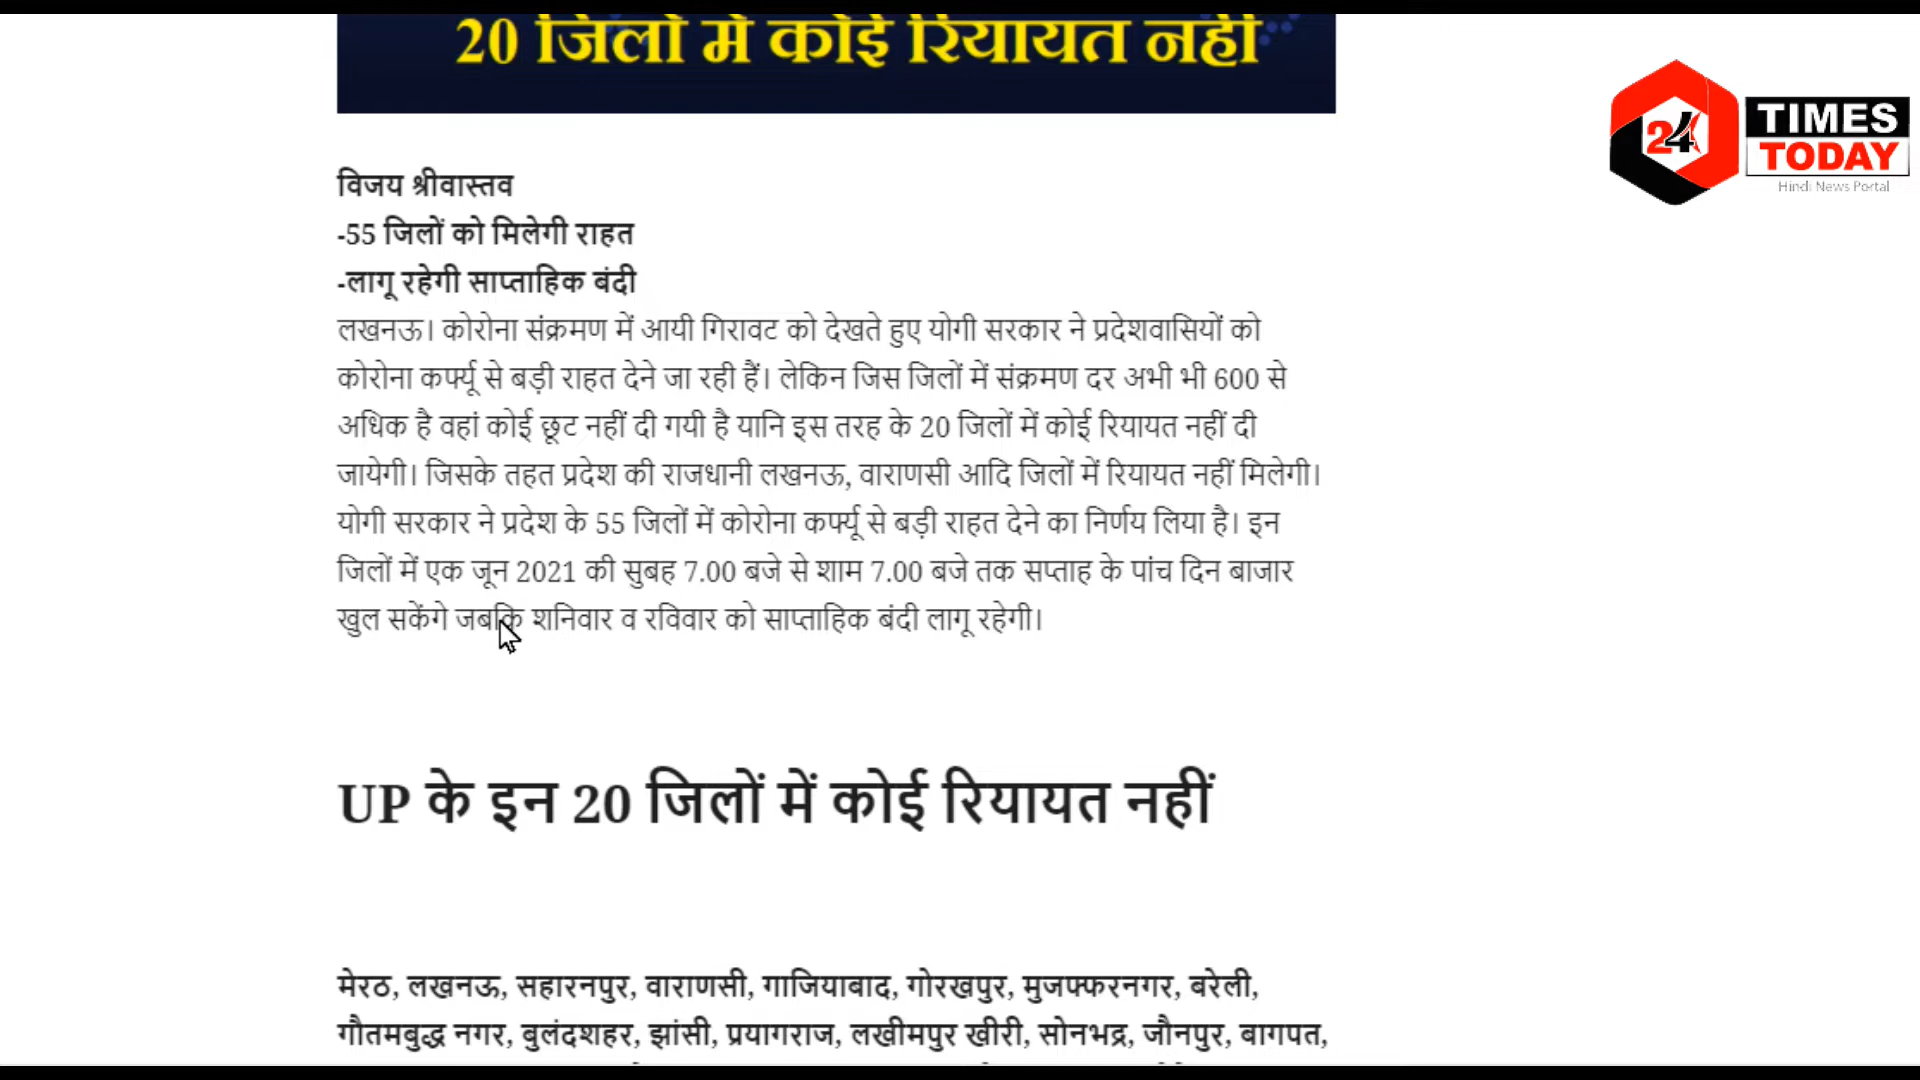 20 जिलों में कोई रियायत नहीं
24
TIMES
TODAY
Hindi News Portal
विजय श्रीवास्तव
-55 जिलों को मिलेगी राहत
-लागू रहेगी साप्ताहिक बंदी
लखनऊ। कोरोना संक्रमण में आयी गिरावट को देखते हुए योगी सरकार ने प्रदेशवासियों को
कोरोना कर्फ्यू से बड़ी राहत देने जा रही हैं। लेकिन जिस जिलों में संक्रमण दर अभी भी 600 से
अधिक है वहां कोई छूट नहीं दी गयी है यानि इस तरह के 20 जिलों में कोई रियायत नहीं दी
जायेगी। जिसके तहत प्रदेश की राजधानी लखनऊ, वाराणसी आदि जिलों में रियायत नहीं मिलेगी।
योगी सरकार ने प्रदेश के 55 जिलों में कोरोना कर्फ्यू से बड़ी राहत देने का निर्णय लिया है। इन
जिलों में एक जून 2021 की सुबह 7.00 बजे से शाम 7.00 बजे तक सप्ताह के पांच दिन बाजार
खुल सकेंगे जबकि शनिवार व रविवार को साप्ताहिक बंदी लागू रहेगी।
UP के इन 20 जिलों में कोई रियायत नहीं
मेरठ, लखनऊ, सहारनपुर, वाराणसी, गाजियाबाद, गोरखपुर, मुजफ्फरनगर, बरेली,
गौतमबुद्ध नगर, बुलंदशहर, झांसी, प्रयागराज, लखीमपुर खीरी, सोनभद्र, जौनपुर, बागपत,